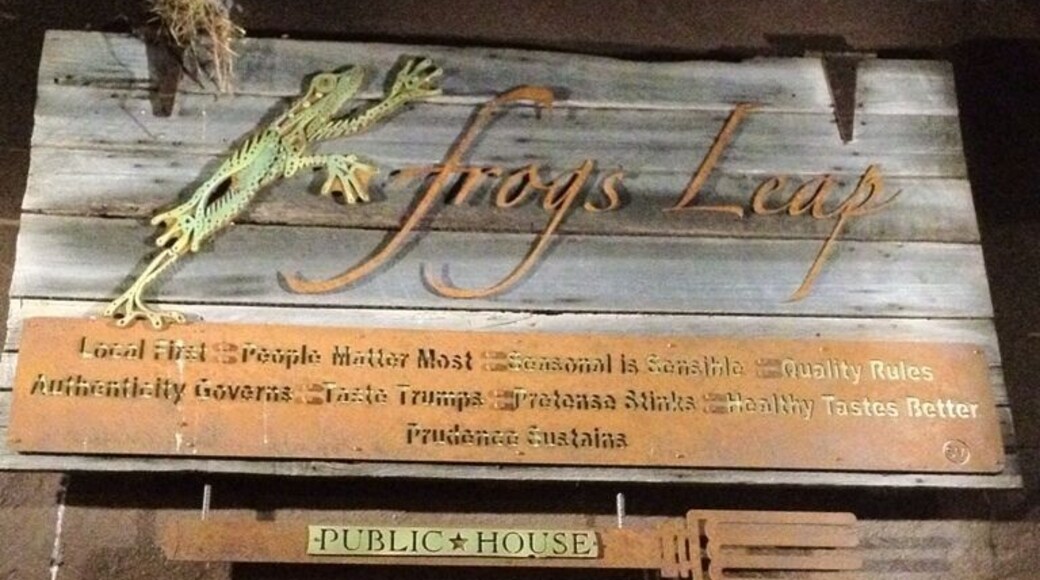 frogs Leap
Local First People Matter Most Seasonal is Sensible Quality Rules
Authenticity Governs Taste Trumps Pretense Stinks Healthy Tastes Better
Prudence Sustains
PUBLIC★HOUSE